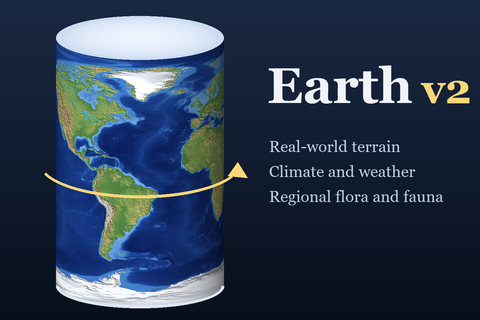 Earth v2
Real-world terrain
Climate and weather
Regional flora and fauna